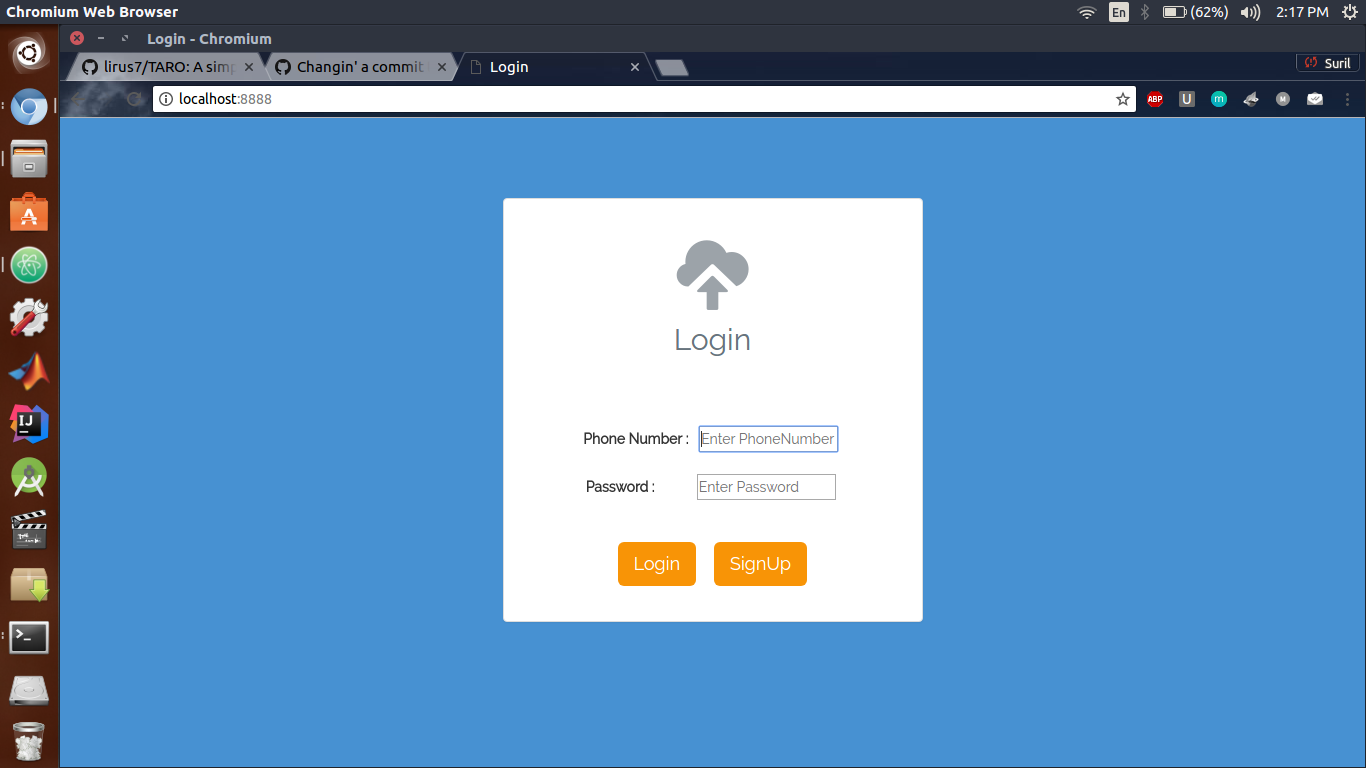 Chromium Web Browser
En
(62%)
2:17 PM
Login - Chromium
lirus7/TARO: A simp
Changin' a commit
Login
Suril
localhost:8888
ABP
U
m
M
Login
Phone Number :
Enter PhoneNumber
Password :
Enter Password
Login
SignUp
A
IJ
>_